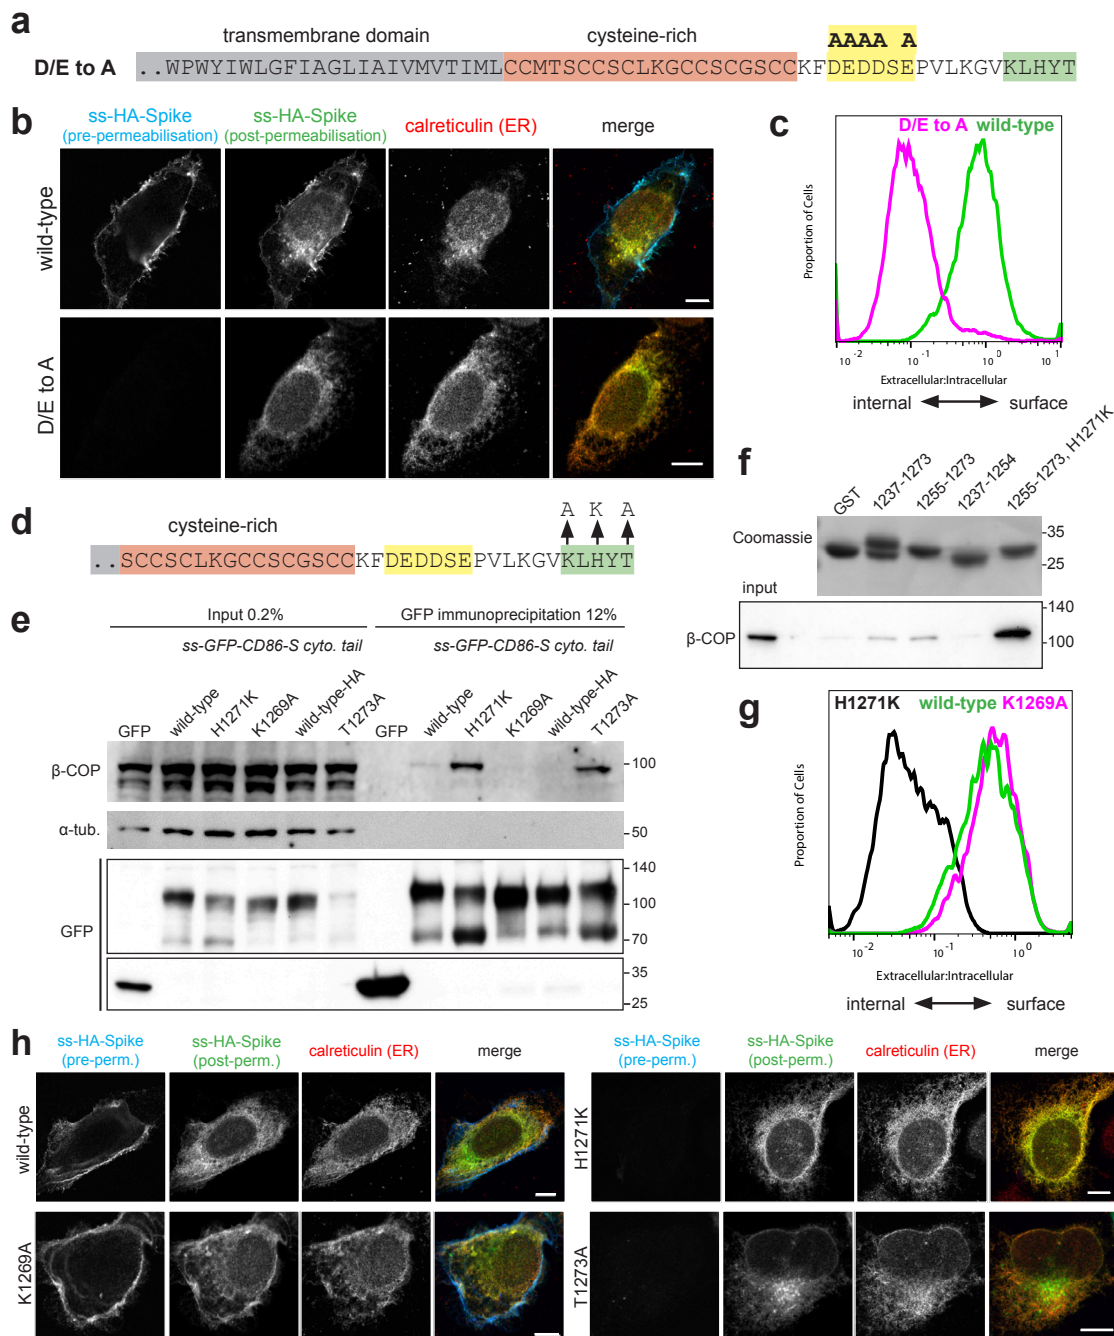 a
transmembrane domain
cysteine-rich
AAAA A
D/E to A
..WPWYIWLGFIAGLIAIVMVTIMLCCMTSCCSCLKGCCSCGSCCKFDEDDSEPVLKGVKLHYT
b
ss-HA-Spike
(pre-permeabilisation)
ss-HA-Spike
(post-permeabilisation)
calreticulin (ER)
merge
wild-type
D/E to A
c
D/E to A wild-type
Proportion of Cells
10-2
10-1
100
101
Extracellular:Intracellular
internal
surface
d
cysteine-rich
A K A
..SCCSCLKGCCSCGSCCKFDEDDSEPVLKGVKLHYT
e
Input 0.2%
GFP immunoprecipitation 12%
ss-GFP-CD86-S cyto. tail
ss-GFP-CD86-S cyto. tail
GFP
wild-type
H1271K
K1269A
wild-type-HA
T1273A
GFP
wild-type
H1271K
K1269A
wild-type-HA
T1273A
β-COP
100
α-tub.
50
GFP
140
100
70
35
25
f
GST
1237-1273
1255-1273
1237-1254
1255-1273, H1271K
Coomassie
35
25
input
β-COP
140
100
g
H1271K wild-type K1269A
Proportion of Cells
10-2
10-1
100
Extracellular:Intracellular
internal
surface
h
ss-HA-Spike
(pre-perm.)
ss-HA-Spike
(post-perm.)
calreticulin (ER)
merge
wild-type
K1269A
ss-HA-Spike
(pre-perm.)
ss-HA-Spike
(post-perm.)
calreticulin (ER)
merge
H1271K
T1273A